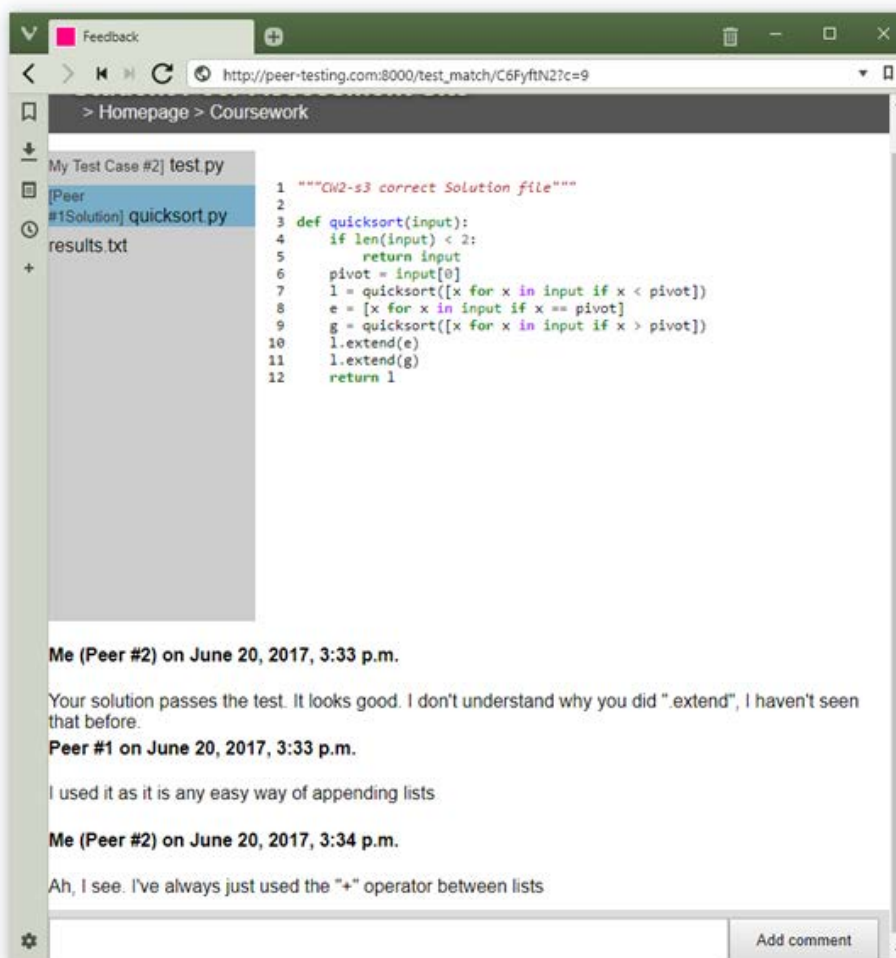 Feedback
http://peer-testing.com:8000/test_match/C6FyftN2?c=9
> Homepage > Coursework
My Test Case #2] test.py
[Peer
#1Solution] quicksort.py
results.txt
1 """CW2-s3 correct Solution file"""
2
3 def quicksort(input):
4     if len(input) < 2:
5         return input
6     pivot = input[0]
7     l = quicksort([x for x in input if x < pivot])
8     e = [x for x in input if x == pivot]
9     g = quicksort([x for x in input if x > pivot])
10     l.extend(e)
11     l.extend(g)
12     return l
Me (Peer #2) on June 20, 2017, 3:33 p.m.
Your solution passes the test. It looks good. I don't understand why you did ".extend", I haven't seen
that before.
Peer #1 on June 20, 2017, 3:33 p.m.
I used it as it is any easy way of appending lists
Me (Peer #2) on June 20, 2017, 3:34 p.m.
Ah, I see. I've always just used the "+" operator between lists
Add comment